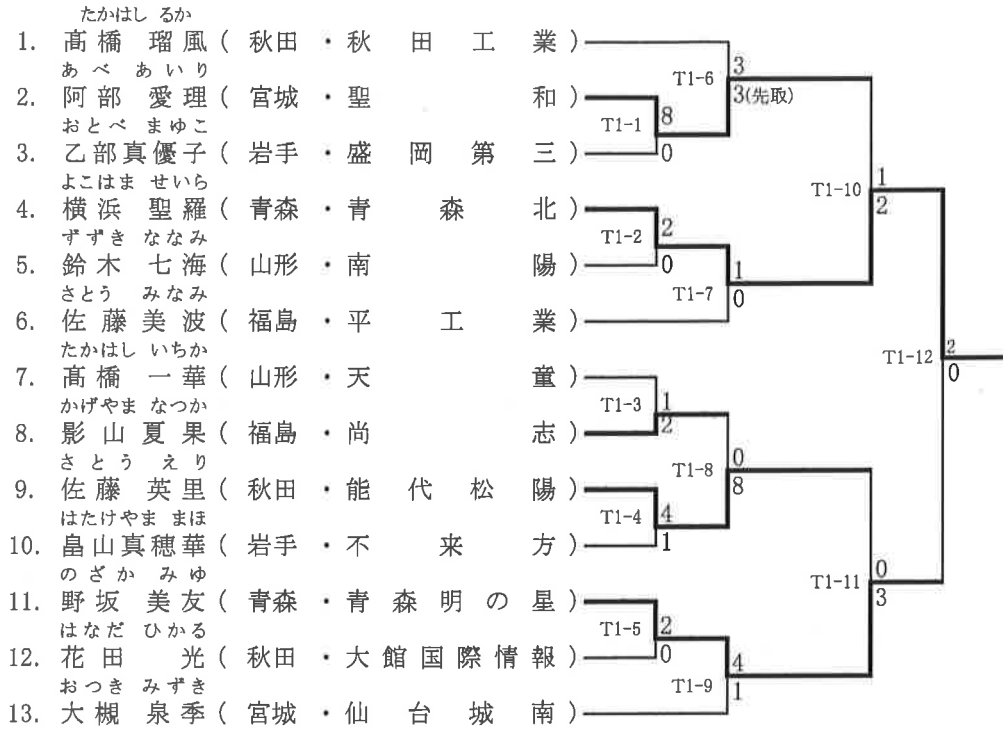 たかはし るか
1. 髙橋 瑠風 ( 秋田 ・ 秋田工業 )
あべ あいり
2. 阿部 愛理 ( 宮城 ・ 聖和 )
おとべ まゆこ
3. 乙部真優子 ( 岩手 ・ 盛岡第三 )
よこはま せいら
4. 横浜 聖羅 ( 青森 ・ 青森北 )
ずずき ななみ
5. 鈴木 七海 ( 山形 ・ 南陽 )
さとう みなみ
6. 佐藤美波 ( 福島 ・ 平工業 )
たかはし いちか
7. 髙橋 一華 ( 山形 ・ 天童 )
かげやま なつか
8. 影山夏果 ( 福島 ・ 尚志 )
さとう えり
9. 佐藤 英里 ( 秋田 ・ 能代松陽 )
はたけやま まほ
10. 畠山真穂華 ( 岩手 ・ 不来方 )
のざか みゆ
11. 野坂 美友 ( 青森 ・ 青森明の星 )
はなだ ひかる
12. 花田 光 ( 秋田 ・ 大館国際情報 )
おつき みずき
13. 大槻 泉季 ( 宮城 ・ 仙台城南 )
T1-1 8 0
T1-2 2 0
T1-3 1 2
T1-4 4 1
T1-5 2 0
T1-6 3 3(先取)
T1-7 1 0
T1-8 0 8
T1-9 4 1
T1-10 1 2
T1-11 0 3
T1-12 2 0